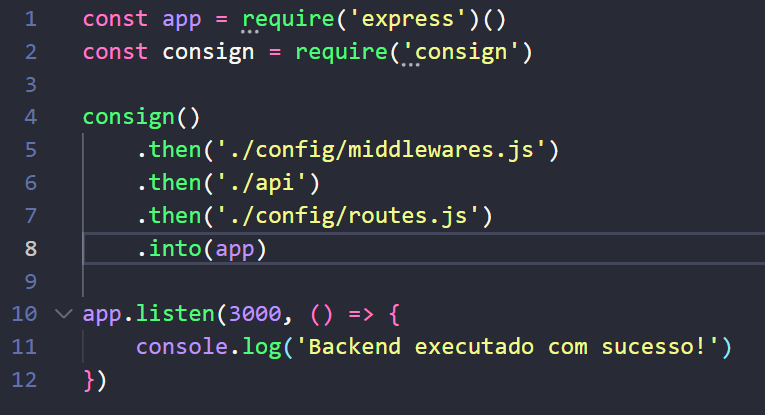 1 const app = require('express')()
2 const consign = require('consign')
3
4 consign()
5     .then('./config/middlewares.js')
6     .then('./api')
7     .then('./config/routes.js')
8     .into(app)
9
10 app.listen(3000, () => {
11     console.log('Backend executado com sucesso!')
12 })